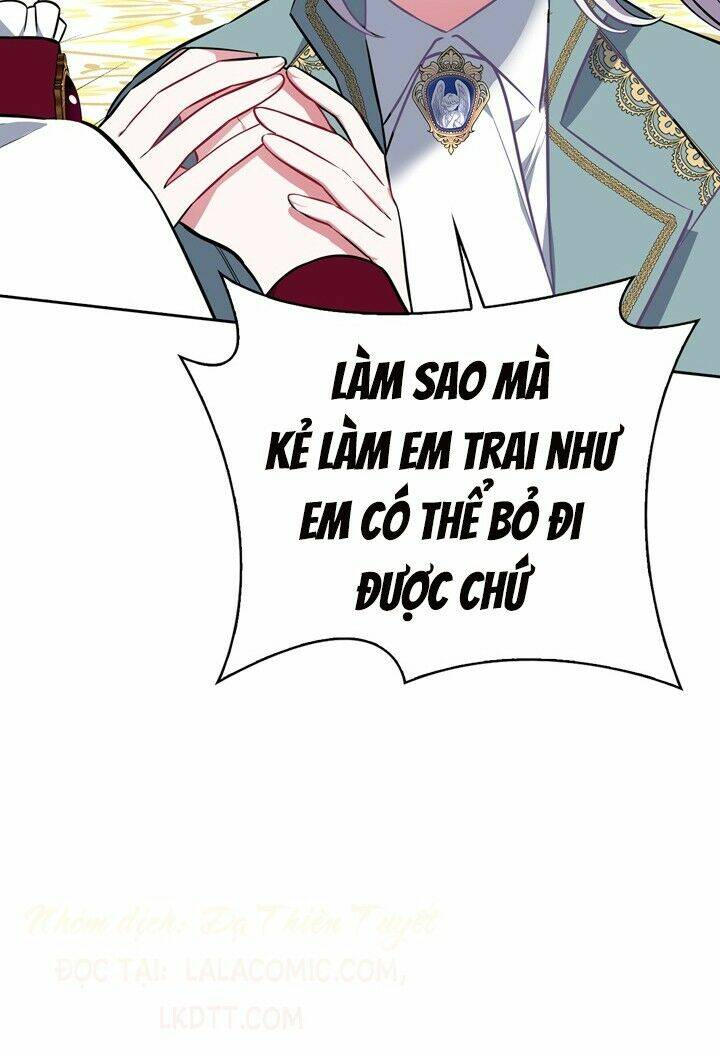 LÀM SAO MÀ
KẺ LÀM EM TRAI NHƯ
EM CÓ THỂ BỎ ĐI
ĐƯỢC CHỨ
Nhóm dịch: Dạ Thiên Tuyết
ĐỌC TẠI: LALACOMIC.COM,
LKDTT.COM